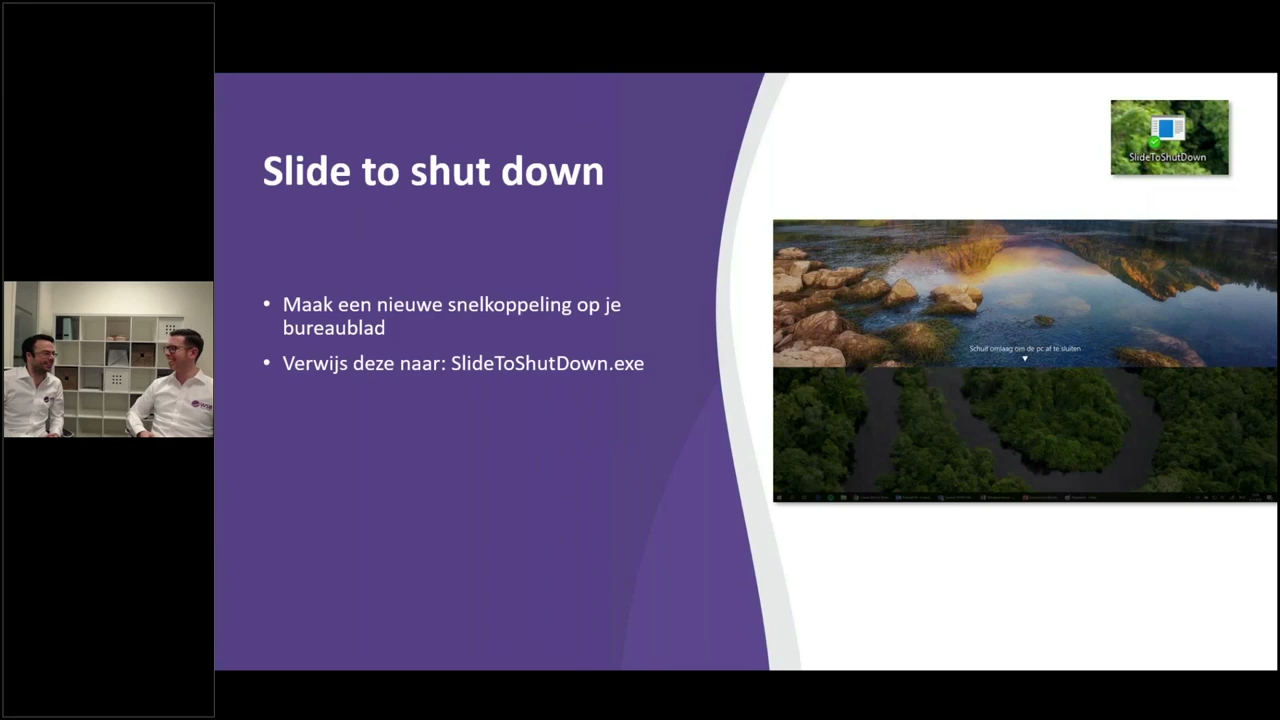 Slide to shut down
• Maak een nieuwe snelkoppeling op je
bureaublad
• Verwijs deze naar: SlideToShutDown.exe
SlideToShutDown
Schuif omlaag om de pc af te sluiten